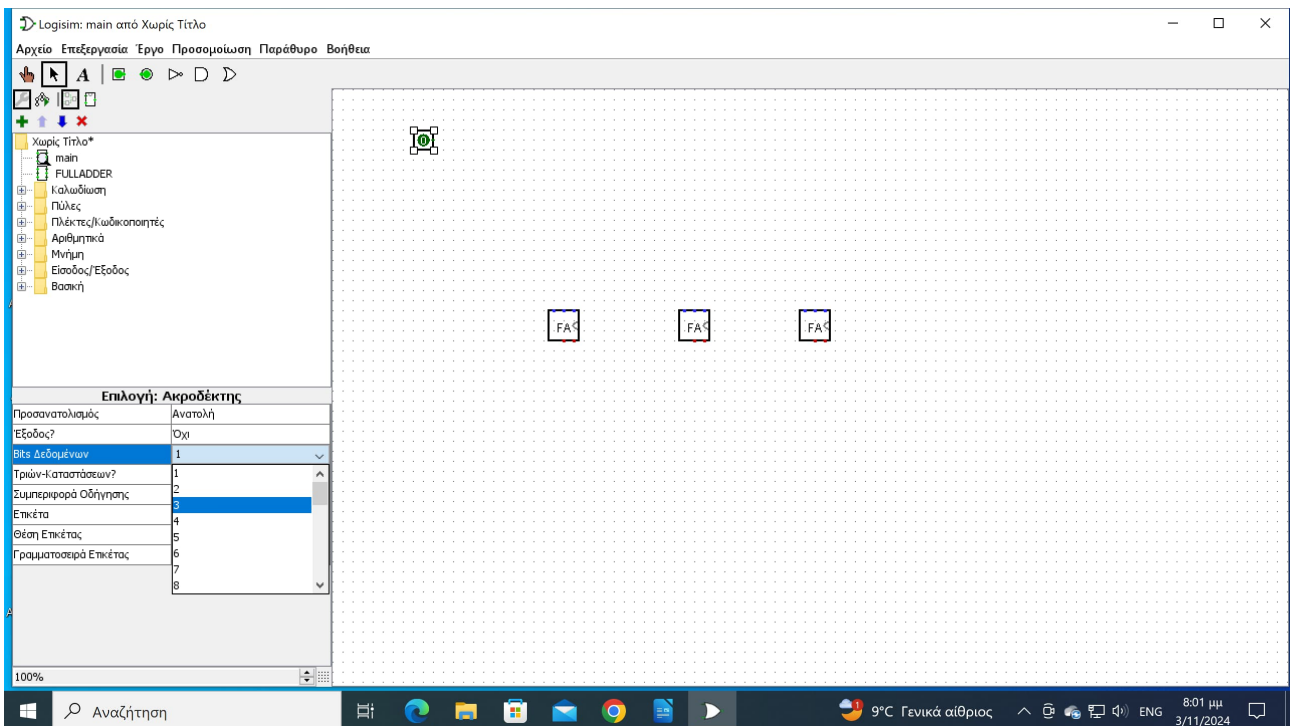 Logisim: main από Χωρίς Τίτλο
Αρχείο Επεξεργασία Έργο Προσομοίωση Παράθυρο Βοήθεια
A
Χωρίς Τίτλο*
main
FULLADDER
Καλωδίωση
Πύλες
Πλέκτες/Κωδικοποιητές
Αριθμητικά
Μνήμη
Είσοδος/Έξοδος
Βασική
0
FA FA FA
Επιλογή: Ακροδέκτης
Προσανατολισμός Ανατολή
Έξοδος? Όχι
Bits Δεδομένων 1
Τριών-Καταστάσεων?
Συμπεριφορά Οδήγησης
Ετικέτα
Θέση Ετικέτας
Γραμματοσειρά Ετικέτας
1
2
3
4
5
6
7
8
100%
Αναζήτηση
9°C Γενικά αίθριος
ENG
8:01 μμ
3/11/2024